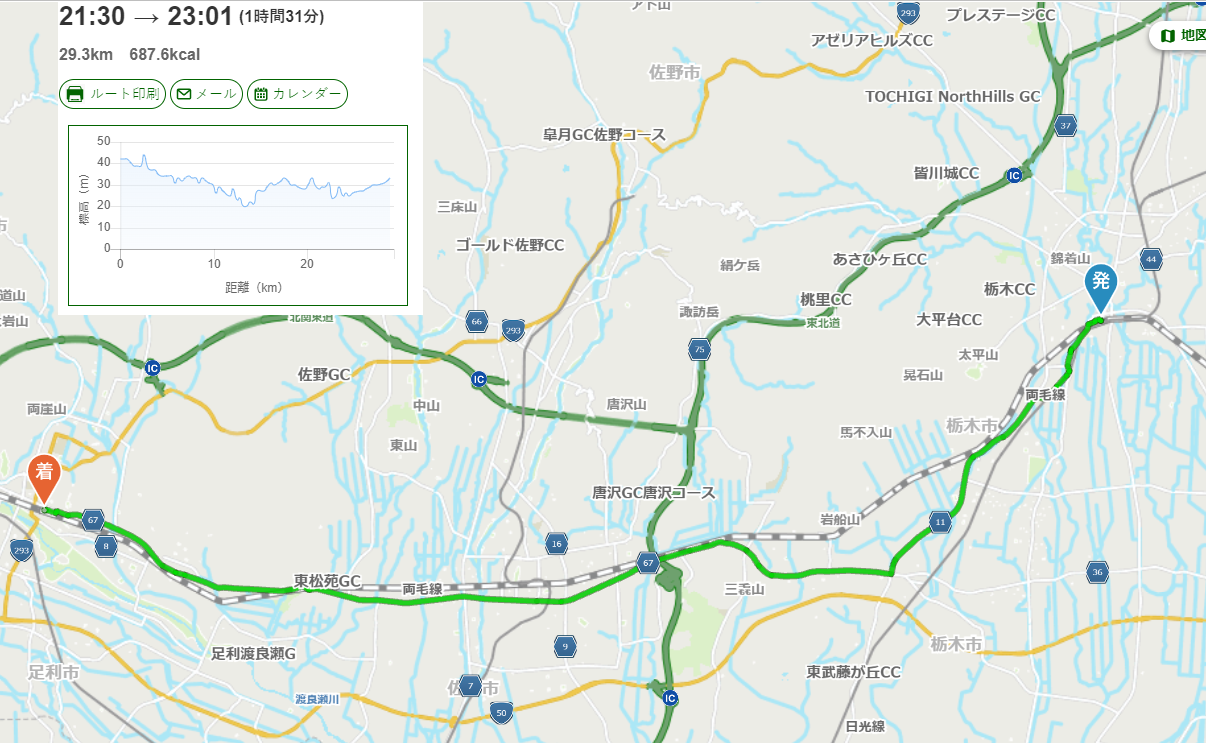 21:30 → 23:01 (1時間31分)
29.3km 687.6kcal
ルート印刷 メール カレンダー
50
40
30
20
10
0
標高（m）
0 10 20
距離（km）
293
プレステージCC
アゼリアヒルズCC
地図
佐野市
TOCHIGI NorthHills GC
37
皐月GC佐野コース
皆川城CC
IC
三床山
ゴールド佐野CC
絹ケ岳
あさひヶ丘CC
錦着山
44
発
栃木CC
桃里CC
諏訪岳
東北道
大平台CC
道山
岩山
北関東道
66
293
75
太平山
晃石山
IC
佐野GC
IC
両毛線
両崖山
中山
唐沢山
東山
馬不入山
栃木市
着
唐沢GC唐沢コース
67
岩船山
11
8
293
16
67
36
東松苑GC
両毛線
三毳山
9
足利渡良瀬G
栃木市
足利市
東武藤が丘CC
7
渡良瀬川
50
IC
日光線